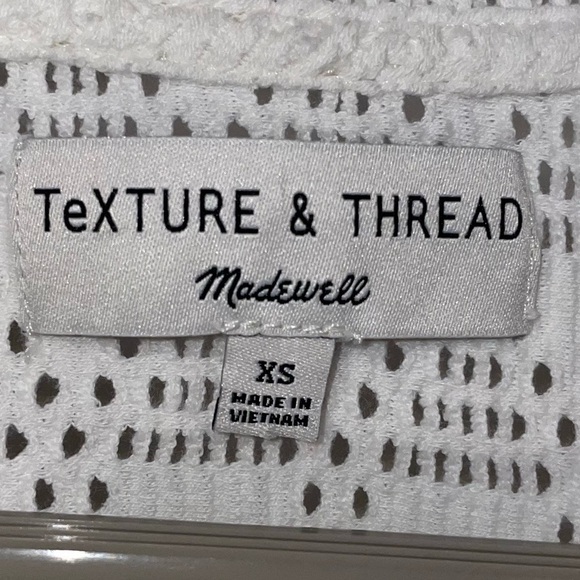 TeXTURE & THREAD
Madewell
XS
MADE IN
VIETNAM